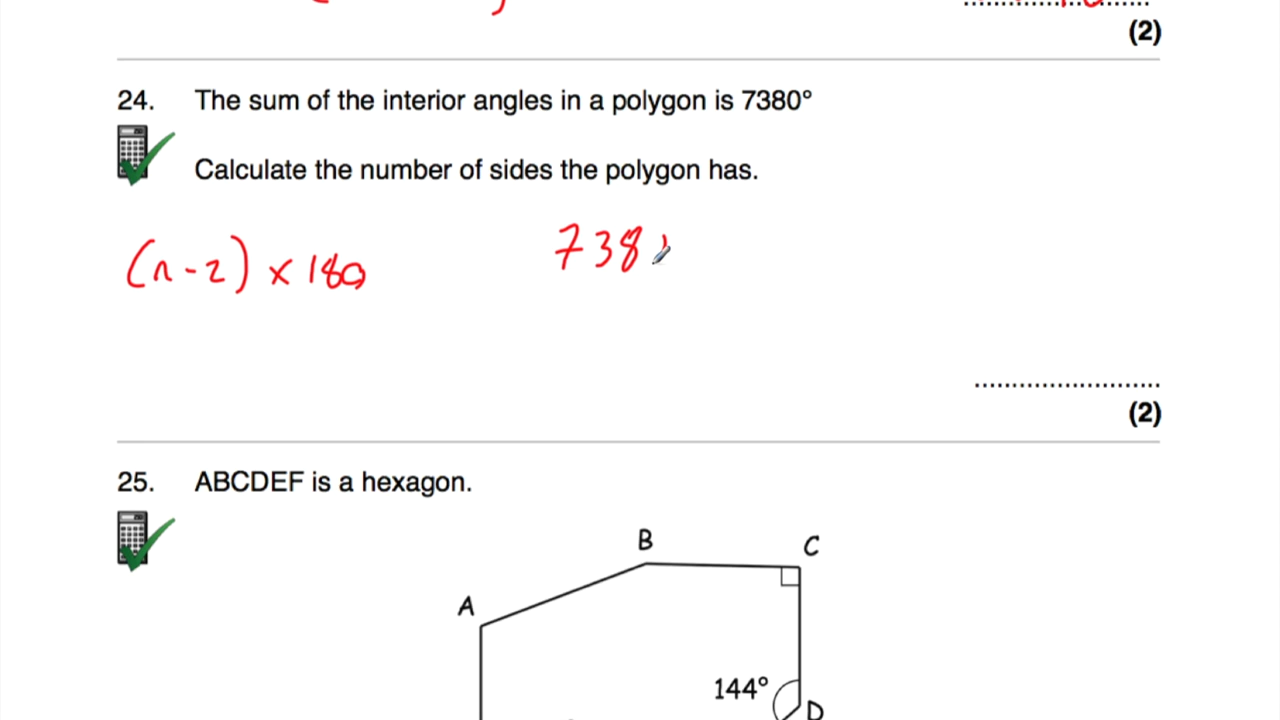 (2)
24. The sum of the interior angles in a polygon is 7380°
Calculate the number of sides the polygon has.
(n-2) × 180 738
(2)
25. ABCDEF is a hexagon.
B
C
A
144°
D